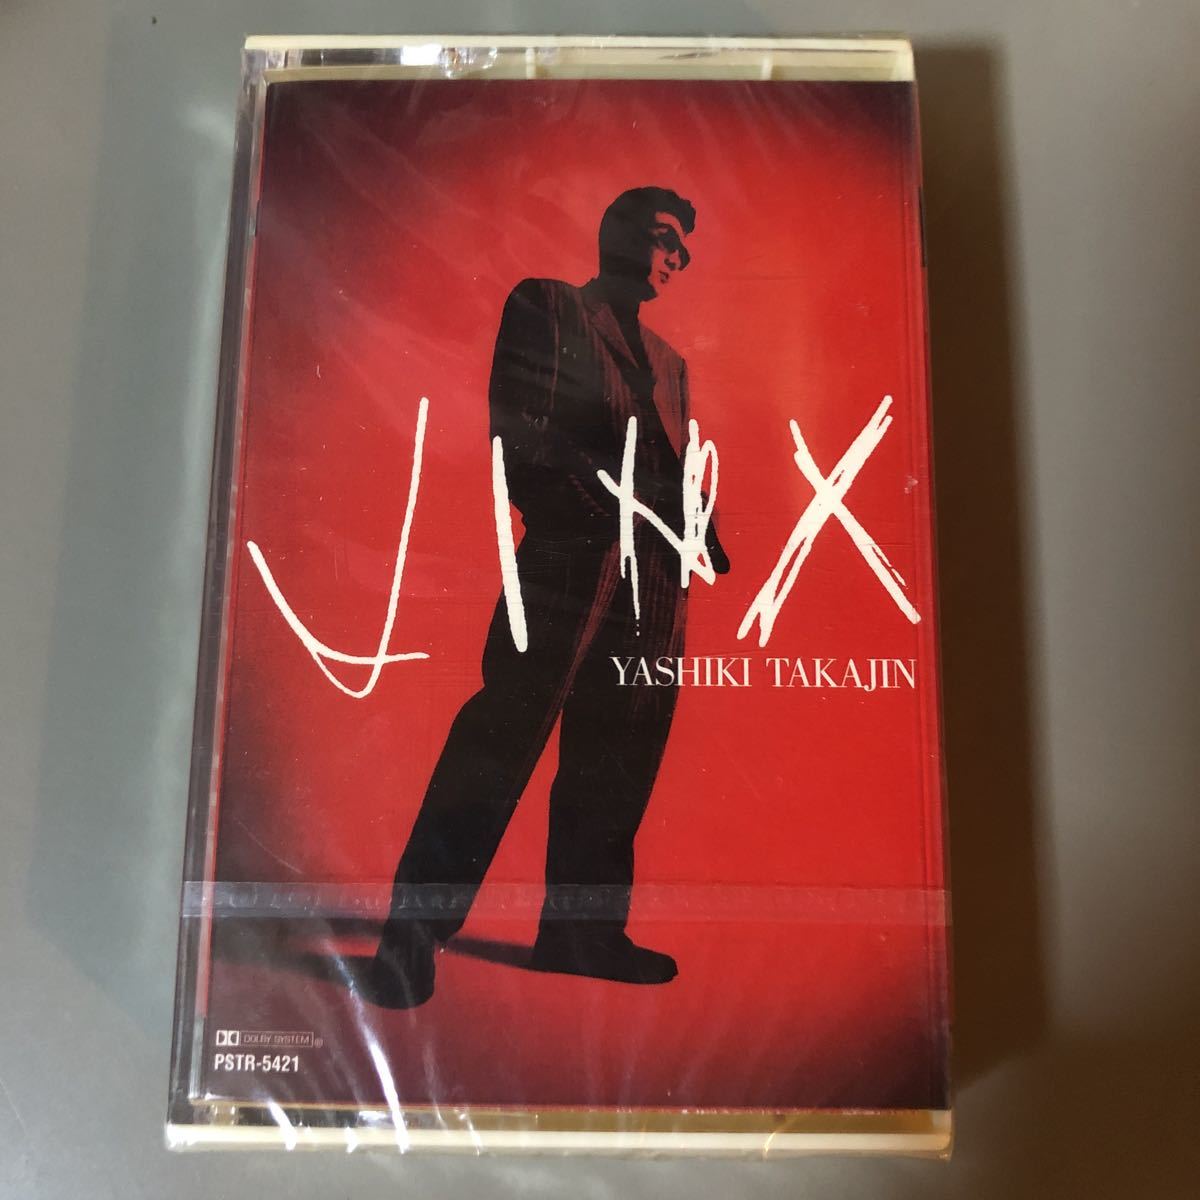 JINX
YASHIKI TAKAJIN
DOLBY SYSTEM ®
PSTR-5421